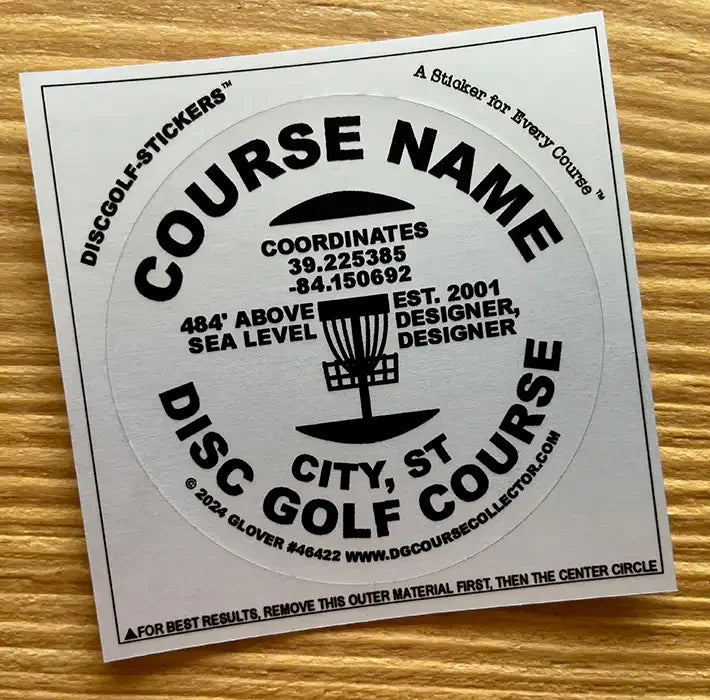 DISCGOLF-STICKERS™
A Sticker for Every Course ™
COURSE NAME
COORDINATES
39.225385
-84.150692
484' ABOVE
SEA LEVEL
EST. 2001
DESIGNER,
DESIGNER
CITY, ST
DISC GOLF COURSE
© 2024 GLOVER #46422 WWW.DGCOURSECOLLECTOR.COM
▲FOR BEST RESULTS, REMOVE THIS OUTER MATERIAL FIRST, THEN THE CENTER CIRCLE